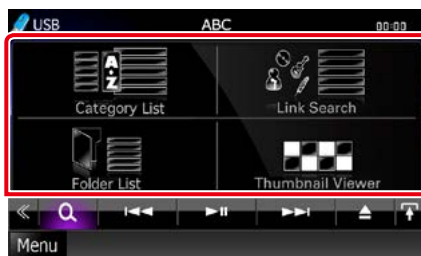 USB ABC 00:00
A Z
Category List Link Search
Folder List Thumbnail Viewer
Menu